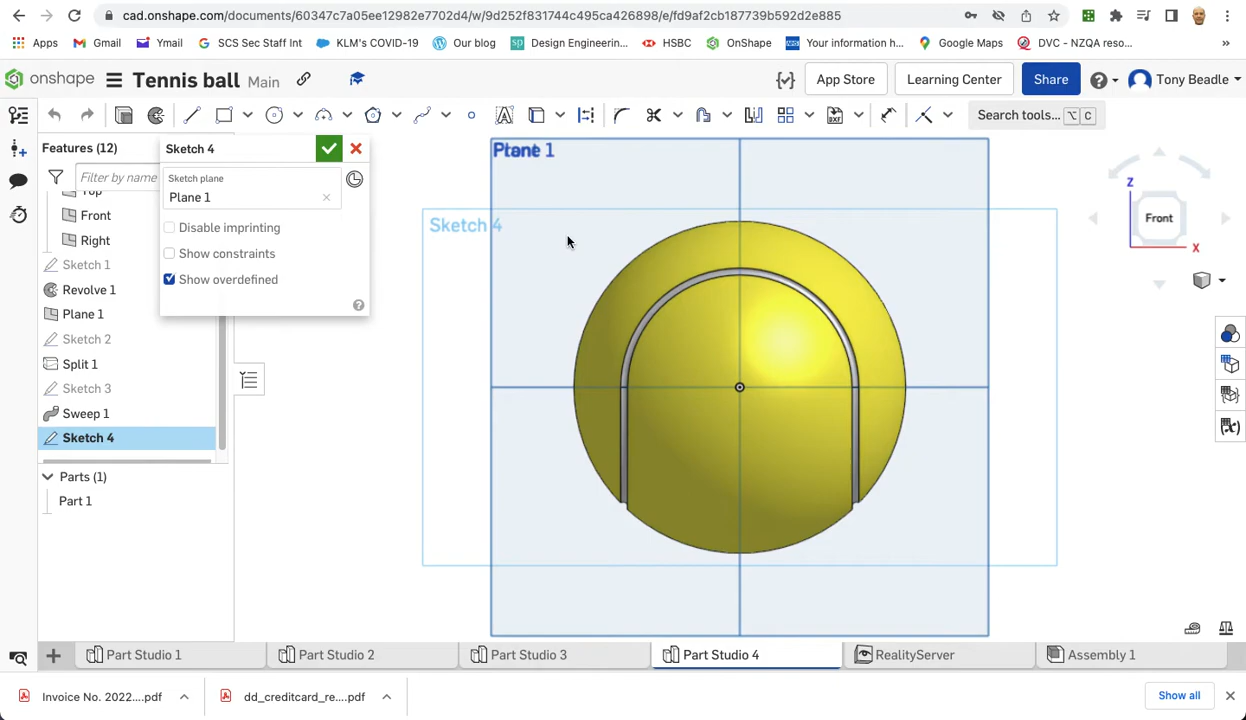 cad.onshape.com/documents/60347c7a05ee12982e7702d4/w/9d252f831744c495ca426898/e/fd9af2cb187739b592d2e885
Apps Gmail Ymail SCS Sec Staff Int KLM's COVID-19 Our blog Design Engineerin... HSBC OnShape Your information h... Google Maps DVC - NZQA reso... »
onshape Tennis ball Main App Store Learning Center Share Tony Beadle
Search tools... ⌥ C
Features (12)
Filter by name
Top
Front
Right
Sketch 1
Revolve 1
Plane 1
Sketch 2
Split 1
Sketch 3
Sweep 1
Sketch 4
Parts (1)
Part 1
Sketch 4
Sketch plane
Plane 1
Disable imprinting
Show constraints
Show overdefined
Plane 1
Sketch 4
Z
Front
X
Part Studio 1 Part Studio 2 Part Studio 3 Part Studio 4 RealityServer Assembly 1
Invoice No. 2022....pdf dd_creditcard_re....pdf Show all